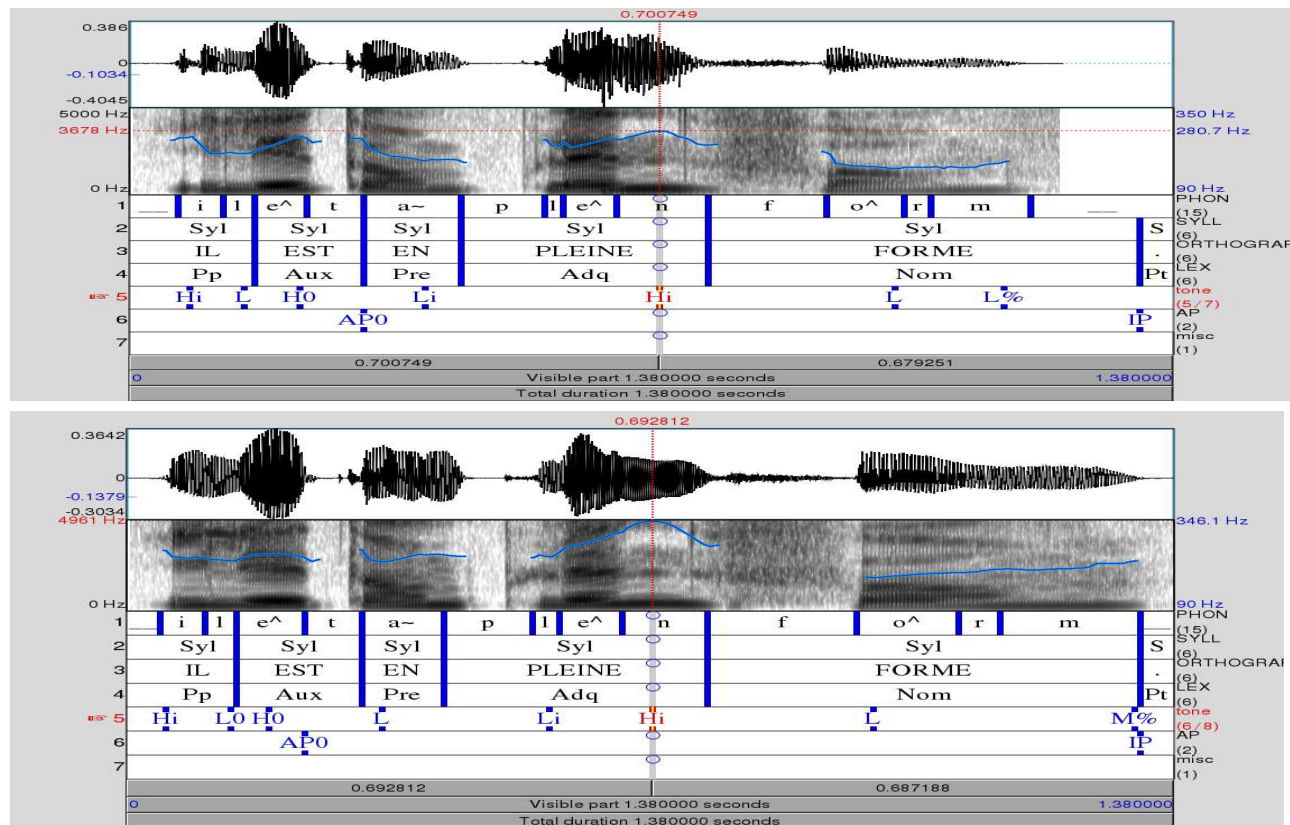 0.700749
0.386
0
-0.1034
-0.4045
5000 Hz 350 Hz
3678 Hz 280.7 Hz
0 Hz 90 Hz
1 __ i l e^ t a~ p l e^ n f o^ r m __ PHON (15)
2 Syl Syl Syl Syl Syl S SYLL (6)
3 IL EST EN PLEINE FORME . ORTHOGRAF (6)
4 Pp Aux Pre Adq Nom Pt LEX (6)
5 Hi L H0 Li Hi L L% tone (5/7)
6 AP0 IP AP (2)
7 misc (1)
0.700749 0.679251
0 Visible part 1.380000 seconds 1.380000
Total duration 1.380000 seconds
0.692812
0.3642
0
-0.1379
-0.3034
4961 Hz 346.1 Hz
0 Hz 90 Hz
1 __ i l e^ t a~ p l e^ n f o^ r m __ PHON (15)
2 Syl Syl Syl Syl Syl S SYLL (6)
3 IL EST EN PLEINE FORME . ORTHOGRAF (6)
4 Pp Aux Pre Adq Nom Pt LEX (6)
5 Hi L0 H0 L Li Hi L M% tone (6/8)
6 AP0 IP AP (2)
7 misc (1)
0.692812 0.687188
0 Visible part 1.380000 seconds 1.380000
Total duration 1.380000 seconds